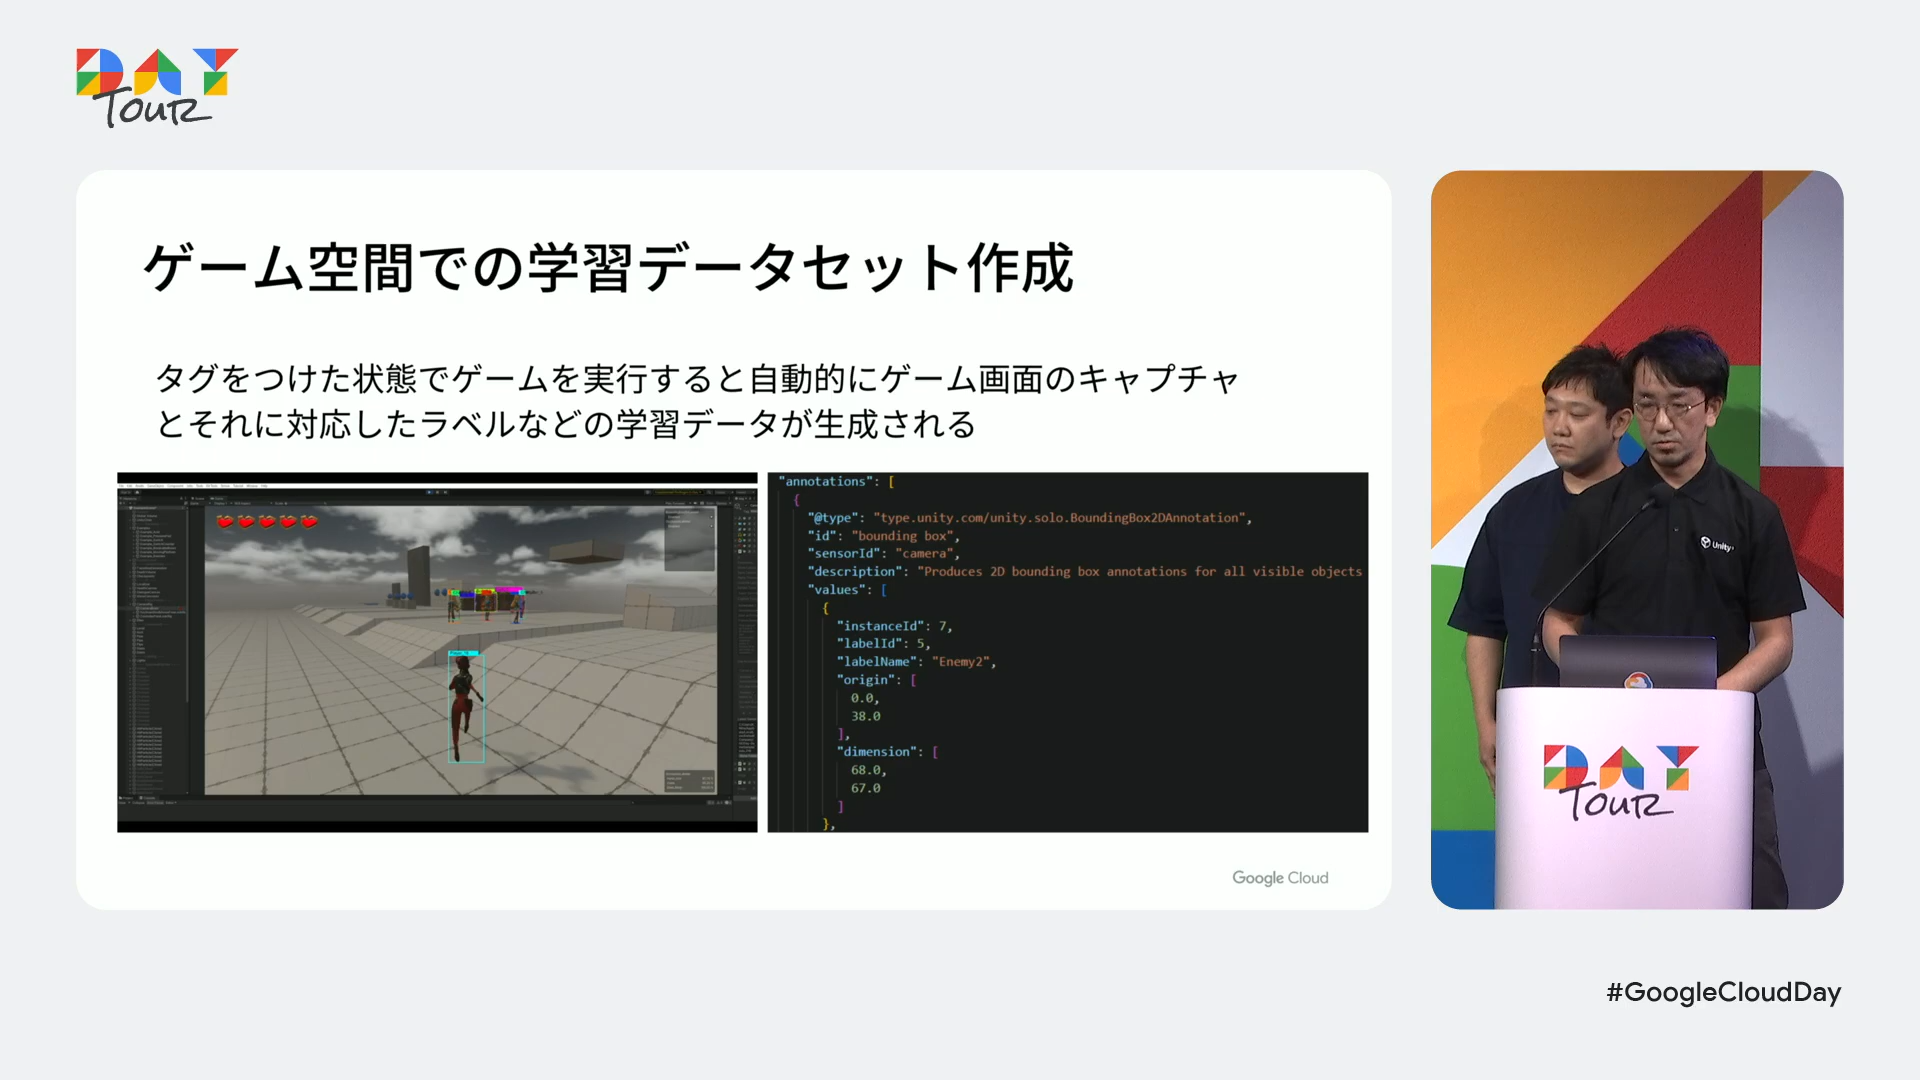 DAY
Tour
ゲーム空間での学習データセット作成
タグをつけた状態でゲームを実行すると自動的にゲーム画面のキャプチャ
とそれに対応したラベルなどの学習データが生成される
"annotations": [
{
"@type": "type.unity.com/unity.solo.BoundingBox2DAnnotation",
"id": "bounding box",
"sensorId": "camera",
"description": "Produces 2D bounding box annotations for all visible objects
"values": [
{
"instanceId": 7,
"labelId": 5,
"labelName": "Enemy2",
"origin": [
0.0,
38.0
],
"dimension": [
68.0,
67.0
]
},
Google Cloud
Unity
DAY
Tour
#GoogleCloudDay